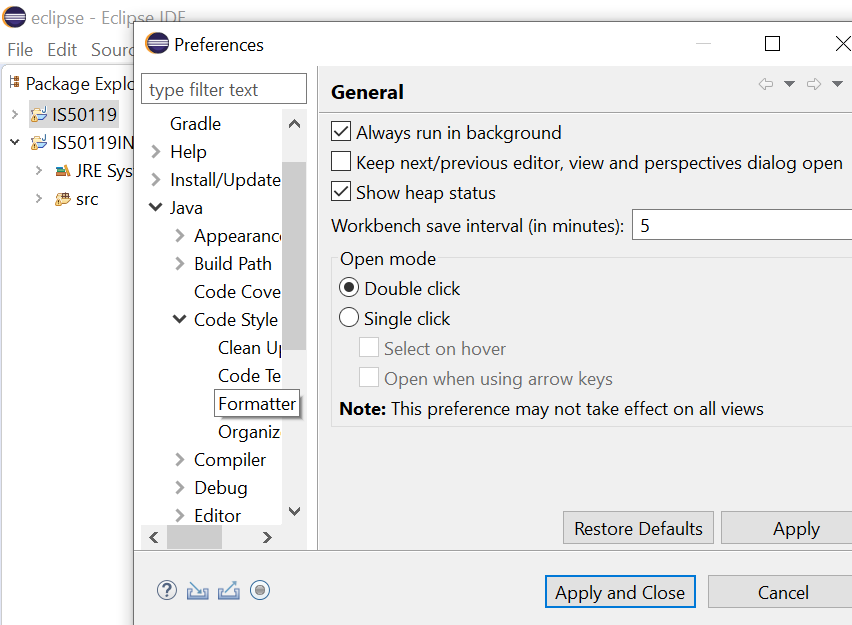 eclipse - Eclipse IDE
File Edit Sourc
Preferences
Package Explo
IS50119
IS50119IN
JRE Sys
src
type filter text
Gradle
Help
Install/Update
Java
Appearanc
Build Path
Code Cove
Code Style
Clean Up
Code Te
Formatter
Organiz
Compiler
Debug
Editor
General
Always run in background
Keep next/previous editor, view and perspectives dialog open
Show heap status
Workbench save interval (in minutes): 5
Open mode
Double click
Single click
Select on hover
Open when using arrow keys
Note: This preference may not take effect on all views
Restore Defaults Apply
? Apply and Close Cancel